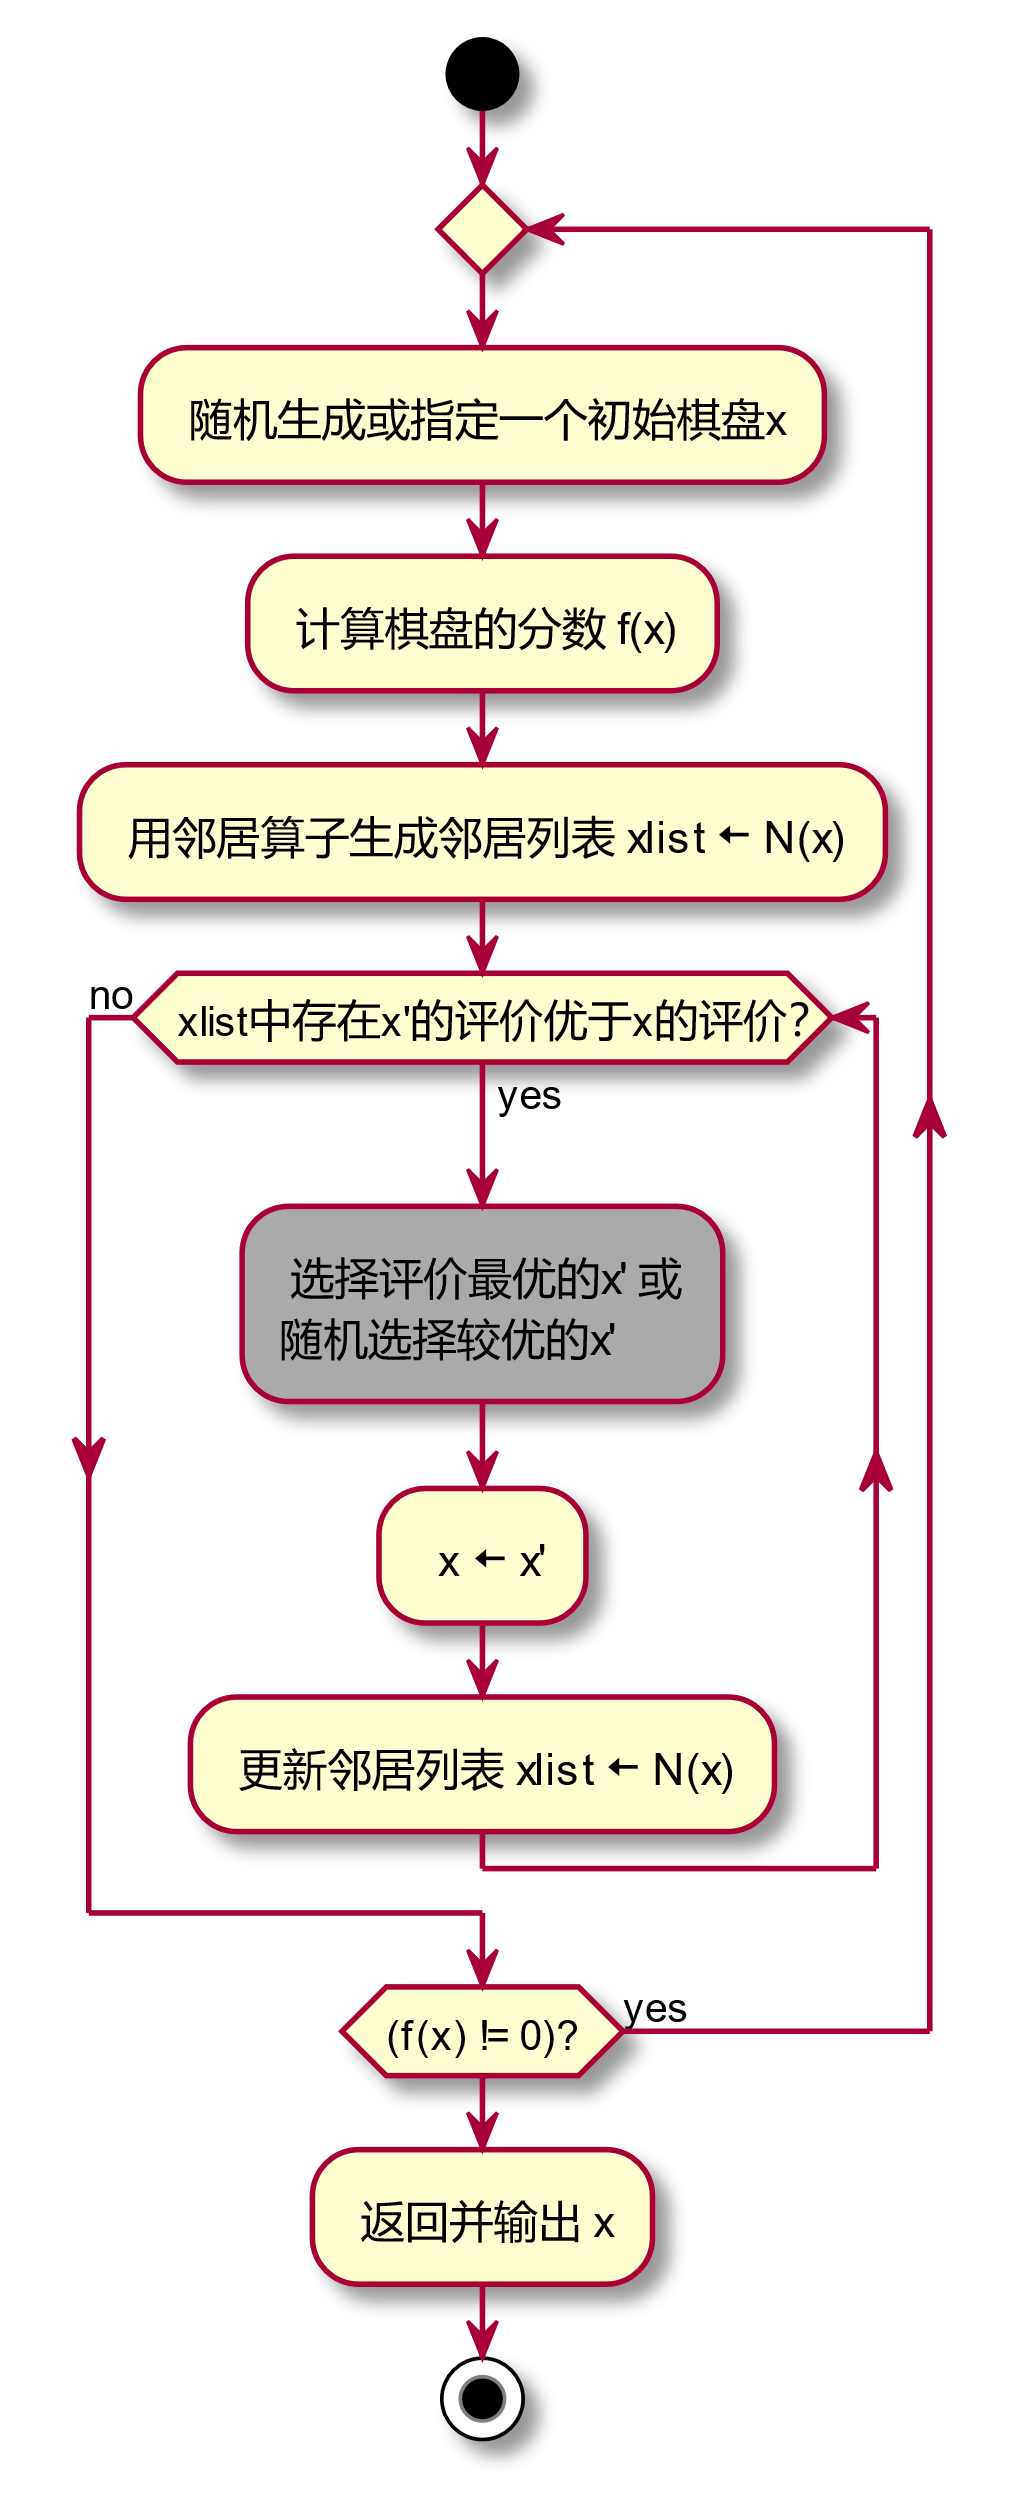 随机生成或指定一个初始棋盘x
计算棋盘的分数 f(x)
用邻居算子生成邻居列表 xlist ← N(x)
no
xlist中存在x'的评价优于x的评价?
yes
选择评价最优的x' 或
随机选择较优的x'
x ← x'
更新邻居列表 xlist ← N(x)
(f(x) != 0)?
yes
返回并输出 x